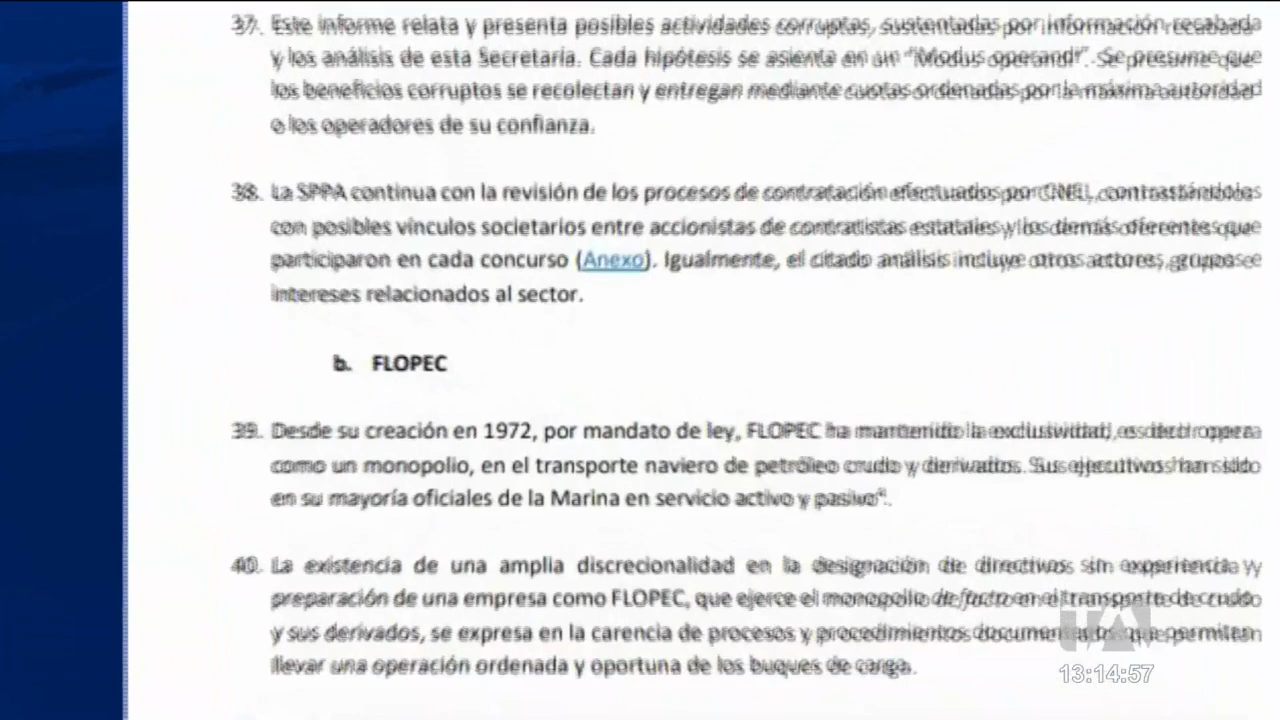 37. Este informe relata y presenta posibles actividades corruptas, sustentadas por información recabada
y los análisis de esta Secretaría. Cada hipótesis se asienta en un "Modus operandi". Se presume que
los beneficios corruptos se recolectan y entregan mediante cuotas ordenadas por la máxima autoridad
o los operadores de su confianza.
38. La SPPA continua con la revisión de los procesos de contratación efectuados por CNEL, contrastándolos
con posibles vínculos societarios entre accionistas de contratistas estatales y los demás oferentes que
participaron en cada concurso (Anexo). Igualmente, el citado análisis incluye otros actores, grupos e
intereses relacionados al sector.
b. FLOPEC
39. Desde su creación en 1972, por mandato de ley, FLOPEC ha mantenido la exclusividad, es decir opera
como un monopolio, en el transporte naviero de petróleo crudo y derivados. Sus ejecutivos han sido
en su mayoría oficiales de la Marina en servicio activo y pasivo
40. La existencia de una amplia discrecionalidad en la designación de directivos sin experiencia y
preparación de una empresa como FLOPEC, que ejerce el monopolio de facto en el transporte de crudo
y sus derivados, se expresa en la carencia de procesos y procedimientos documentados que permitan
llevar una operación ordenada y oportuna de los buques de carga.
13:14:57